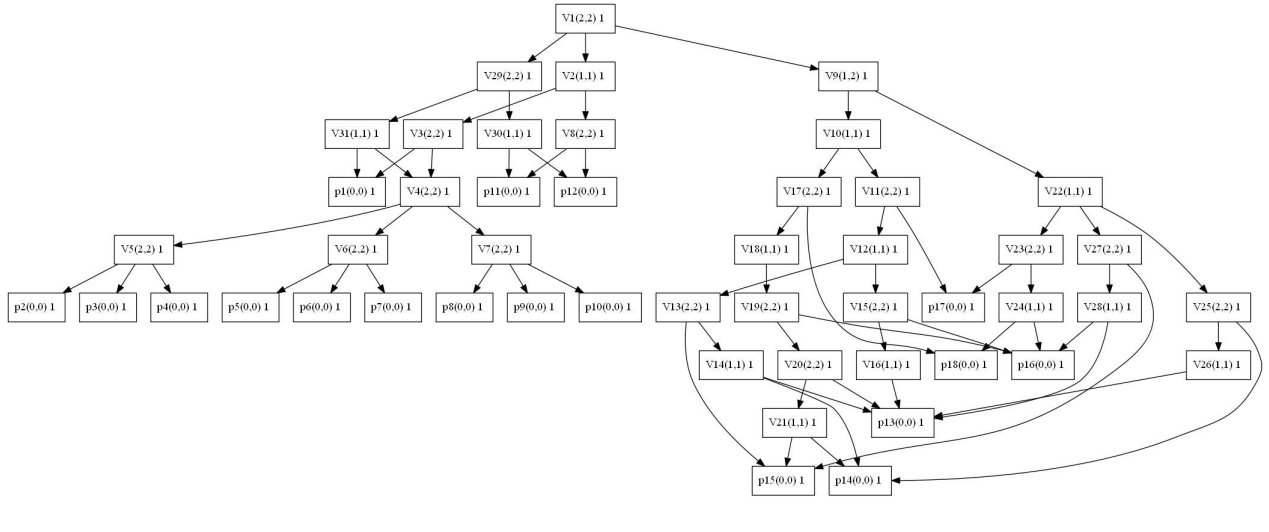 V1(2,2) 1
V29(2,2) 1
V2(1,1) 1
V9(1,2) 1
V31(1,1) 1
V3(2,2) 1
V30(1,1) 1
V8(2,2) 1
V10(1,1) 1
p1(0,0) 1
V4(2,2) 1
p11(0,0) 1
p12(0,0) 1
V17(2,2) 1
V11(2,2) 1
V22(1,1) 1
V5(2,2) 1
V6(2,2) 1
V7(2,2) 1
V18(1,1) 1
V12(1,1) 1
V23(2,2) 1
V27(2,2) 1
p2(0,0) 1
p3(0,0) 1
p4(0,0) 1
p5(0,0) 1
p6(0,0) 1
p7(0,0) 1
p8(0,0) 1
p9(0,0) 1
p10(0,0) 1
V13(2,2) 1
V19(2,2) 1
V15(2,2) 1
p17(0,0) 1
V24(1,1) 1
V28(1,1) 1
V25(2,2) 1
V14(1,1) 1
V20(2,2) 1
V16(1,1) 1
p18(0,0) 1
p16(0,0) 1
V26(1,1) 1
V21(1,1) 1
p13(0,0) 1
p15(0,0) 1
p14(0,0) 1